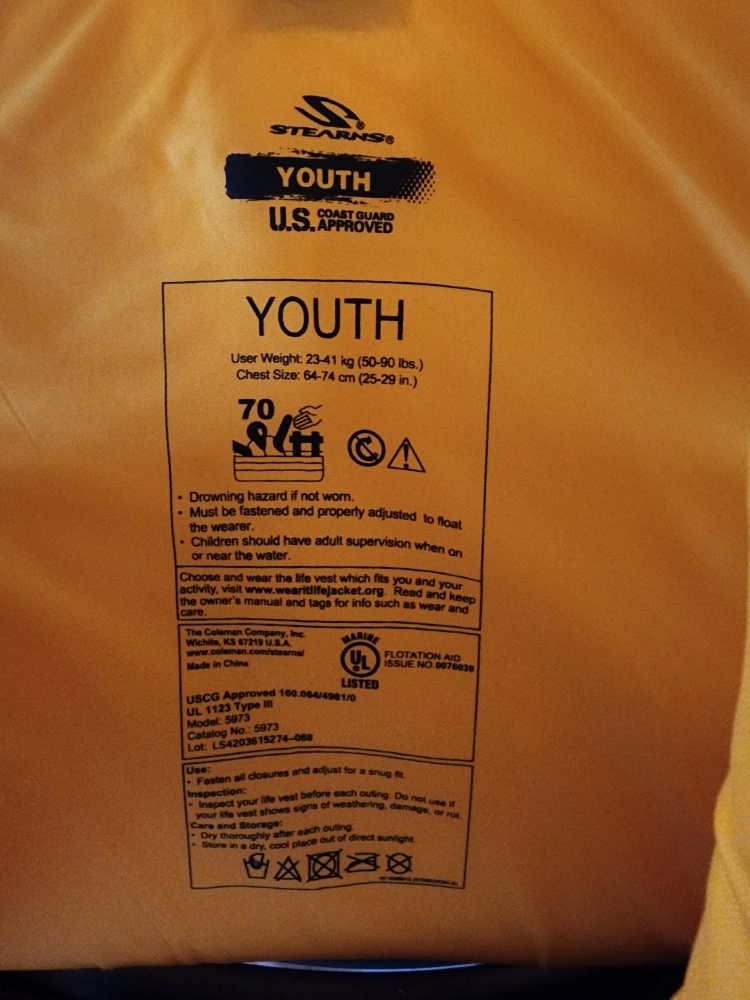 STEARNS®
YOUTH
U.S. COAST GUARD APPROVED
YOUTH
User Weight: 23-41 kg (50-90 lbs.)
Chest Size: 64-74 cm (25-29 in.)
70
• Drowning hazard if not worn.
• Must be fastened and properly adjusted to float
the wearer.
• Children should have adult supervision when on
or near the water.
Choose and wear the life vest which fits you and your
activity, visit www.wearitlifejacket.org. Read and keep
the owner's manual and tags for info such as wear and
care.
The Coleman Company, Inc.
Wichita, KS 67219 U.S.A.
www.coleman.com/stearns/
Made in China
MARINE
UL
LISTED
FLOTATION AID
ISSUE NO.0076038
USCG Approved 160.064/4981/0
UL 1123 Type III
Model: 5973
Catalog No.: 5973
Lot: LS4203615274-068
Use:
• Fasten all closures and adjust for a snug fit.
Inspection:
• Inspect your life vest before each outing. Do not use if
your life vest shows signs of weathering, damage, or rot.
Care and Storage:
• Dry thoroughly after each outing.
• Store in a dry, cool place out of direct sunlight.